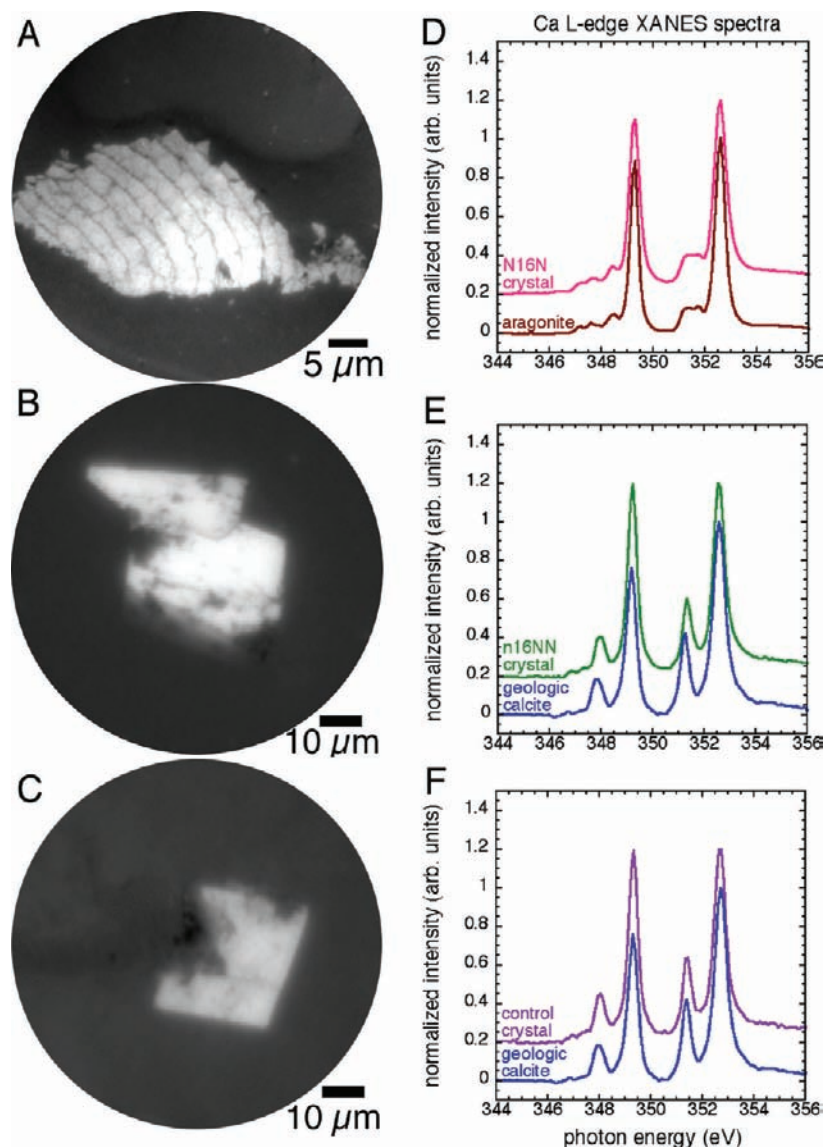 A
5 µm
B
10 µm
C
10 µm
D
Ca L-edge XANES spectra
normalized intensity (arb. units)
1.4
1.2
1
0.8
0.6
0.4
0.2
0
N16N
crystal
aragonite
344 346 348 350 352 354 356
E
normalized intensity (arb. units)
1.4
1.2
1
0.8
0.6
0.4
0.2
0
n16NN
crystal
geologic
calcite
344 346 348 350 352 354 356
F
normalized intensity (arb. units)
1.4
1.2
1
0.8
0.6
0.4
0.2
0
control
crystal
geologic
calcite
344 346 348 350 352 354 356
photon energy (eV)